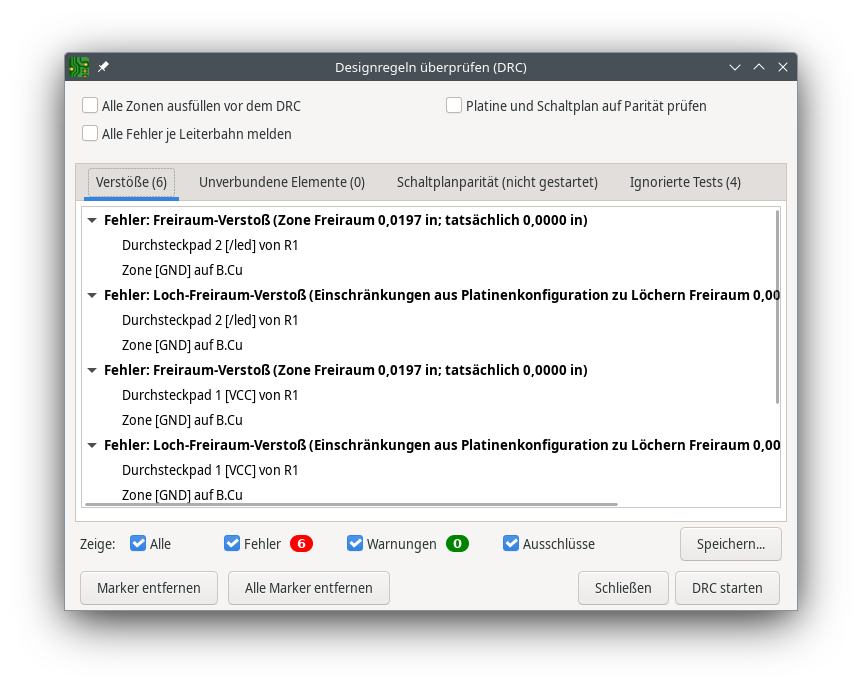 Designregeln überprüfen (DRC)
Alle Zonen ausfüllen vor dem DRC
Platine und Schaltplan auf Parität prüfen
Alle Fehler je Leiterbahn melden
Verstöße (6)
Unverbundene Elemente (0)
Schaltplanparität (nicht gestartet)
Ignorierte Tests (4)
Fehler: Freiraum-Verstoß (Zone Freiraum 0,0197 in; tatsächlich 0,0000 in)
Durchsteckpad 2 [/led] von R1
Zone [GND] auf B.Cu
Fehler: Loch-Freiraum-Verstoß (Einschränkungen aus Platinenkonfiguration zu Löchern Freiraum 0,00
Durchsteckpad 2 [/led] von R1
Zone [GND] auf B.Cu
Fehler: Freiraum-Verstoß (Zone Freiraum 0,0197 in; tatsächlich 0,0000 in)
Durchsteckpad 1 [VCC] von R1
Zone [GND] auf B.Cu
Fehler: Loch-Freiraum-Verstoß (Einschränkungen aus Platinenkonfiguration zu Löchern Freiraum 0,00
Durchsteckpad 1 [VCC] von R1
Zone [GND] auf B.Cu
Zeige: Alle Fehler 6 Warnungen 0 Ausschlüsse
Speichern...
Marker entfernen
Alle Marker entfernen
Schließen
DRC starten